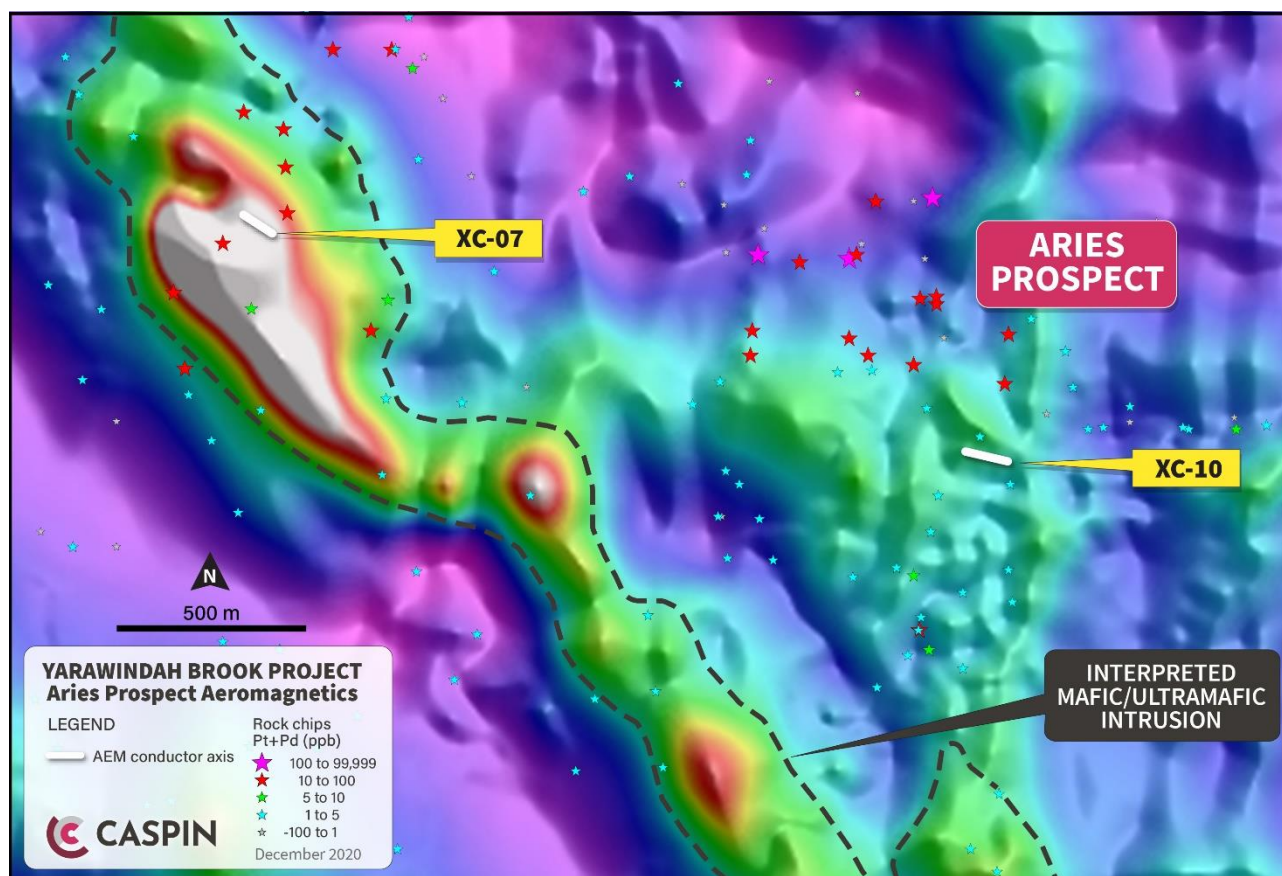 XC-07
ARIES
PROSPECT
XC-10
N
500 m
INTERPRETED
MAFIC/ULTRAMAFIC
INTRUSION
YARAWINDAH BROOK PROJECT
Aries Prospect Aeromagnetics
LEGEND
AEM conductor axis
Rock chips
Pt+Pd (ppb)
100 to 99,999
10 to 100
5 to 10
1 to 5
-100 to 1
CASPIN
December 2020